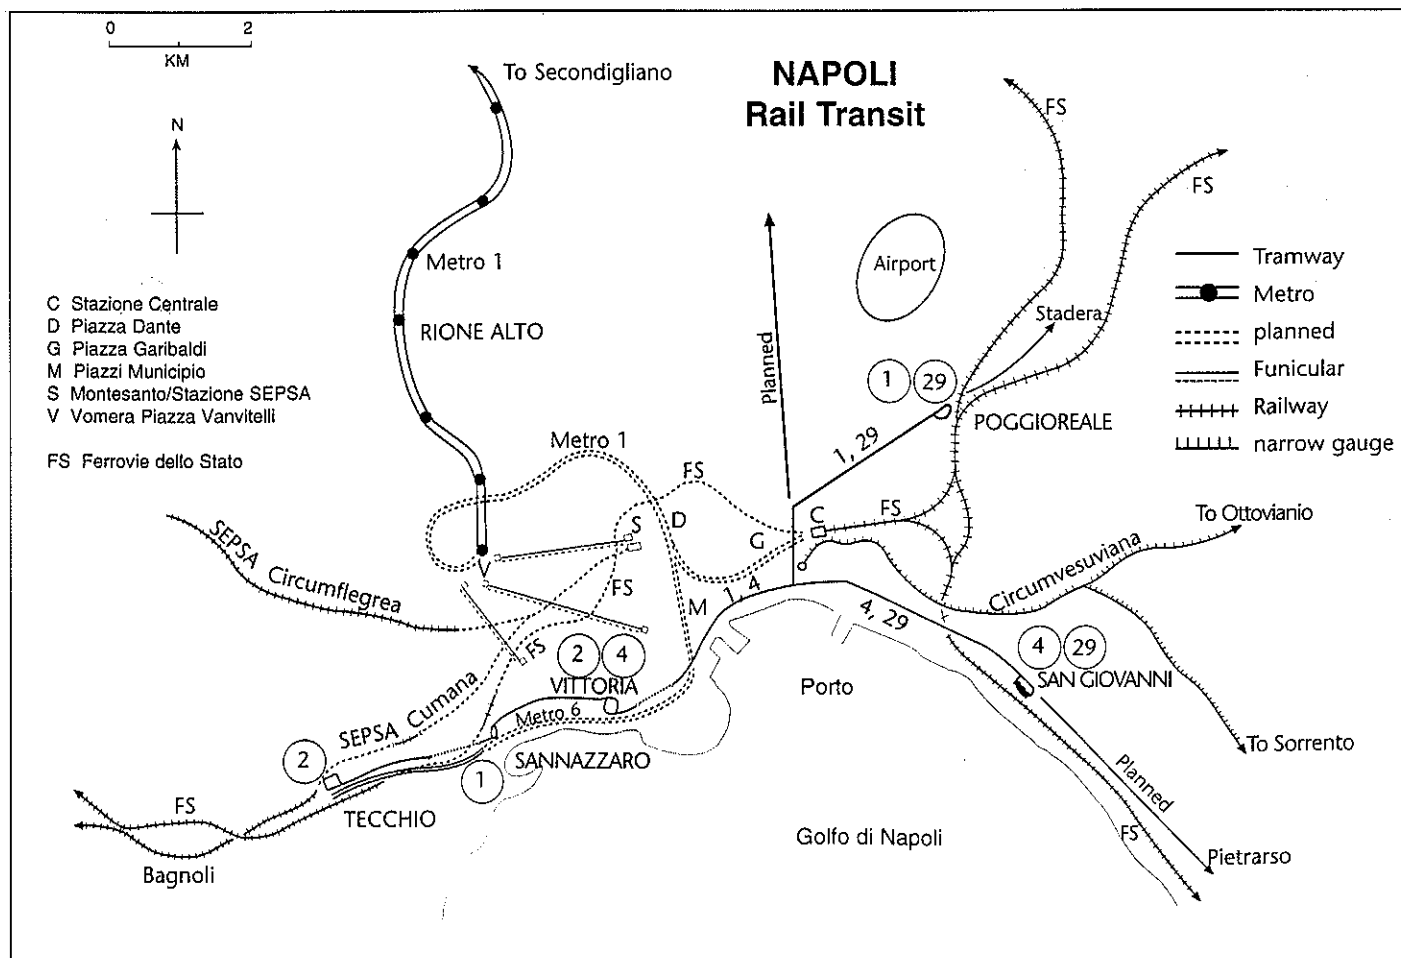 0 2
KM
To Secondigliano
NAPOLI
Rail Transit
FS
FS
N
Metro 1
Airport
Tramway
Metro
planned
Funicular
Railway
narrow gauge
C Stazione Centrale
D Piazza Dante
G Piazza Garibaldi
M Piazzi Municipio
S Montesanto/Stazione SEPSA
V Vomera Piazza Vanvitelli
FS Ferrovie dello Stato
RIONE ALTO
Stadera
Planned
1 29
POGGIOREALE
1, 29
Metro 1
FS
S
D
G
C
FS
To Ottovianio
SEPSA Circumflegrea
V
FS
M
1, 4
4, 29
Circumvesuviana
FS
2 4
VITTORIA
Metro 6
4 29
SAN GIOVANNI
Porto
SEPSA Cumana
2
1
SANNAZZARO
To Sorrento
Planned
FS
TECCHIO
Bagnoli
Golfo di Napoli
FS
Pietrarso